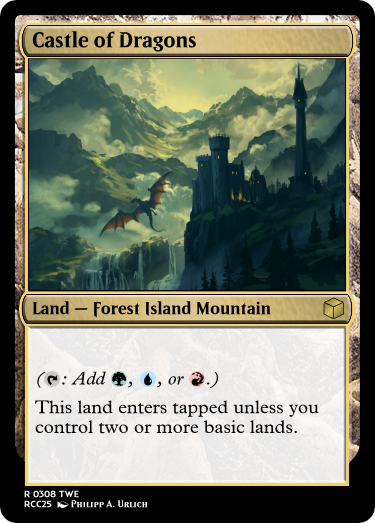 Castle of Dragons
Land — Forest Island Mountain
(: Add , , or .)
This land enters tapped unless you
control two or more basic lands.
R 0308 TWE
RCC25 Philipp A. Urlich